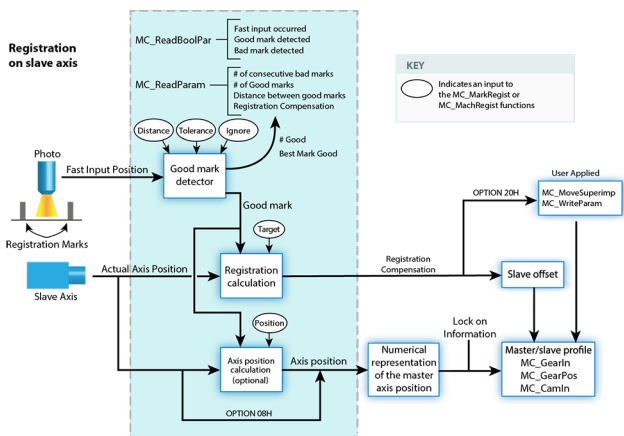 Registration
on slave axis
MC_ReadBoolPar
Fast input occurred
Good mark detected
Bad mark detected
MC_ReadParam
# of consecutive bad marks
# of Good marks
Distance between good marks
Registration Compensation
KEY
Indicates an input to
the MC_MarkRegist or
MC_MachRegist functions
Distance
Tolerance
Ignore
# Good
Best Mark Good
Photo
Fast Input Position
Good mark
detector
User Applied
OPTION 20H
MC_MoveSuperimp
MC_WriteParam
Good mark
Registration Marks
Target
Actual Axis Position
Registration
calculation
Registration
Compensation
Slave offset
Slave Axis
Position
Lock on
Information
Axis position
calculation
(optional)
Axis position
Numerical
representation
of the master
axis position
Master/slave profile
MC_GearIn
MC_GearPos
MC_CamIn
OPTION 08H